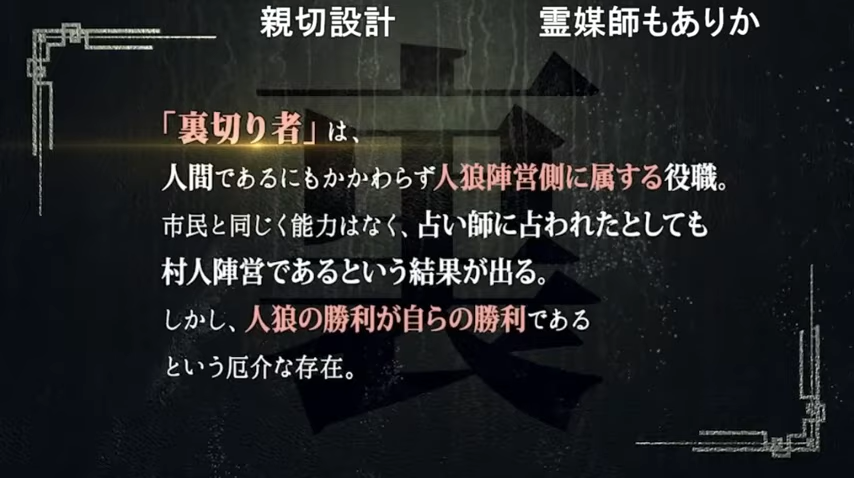 親切設計 霊媒師もありか
「裏切り者」は、
人間であるにもかかわらず人狼陣営側に属する役職。
市民と同じく能力はなく、占い師に占われたとしても
村人陣営であるという結果が出る。
しかし、人狼の勝利が自らの勝利である
という厄介な存在。
裏